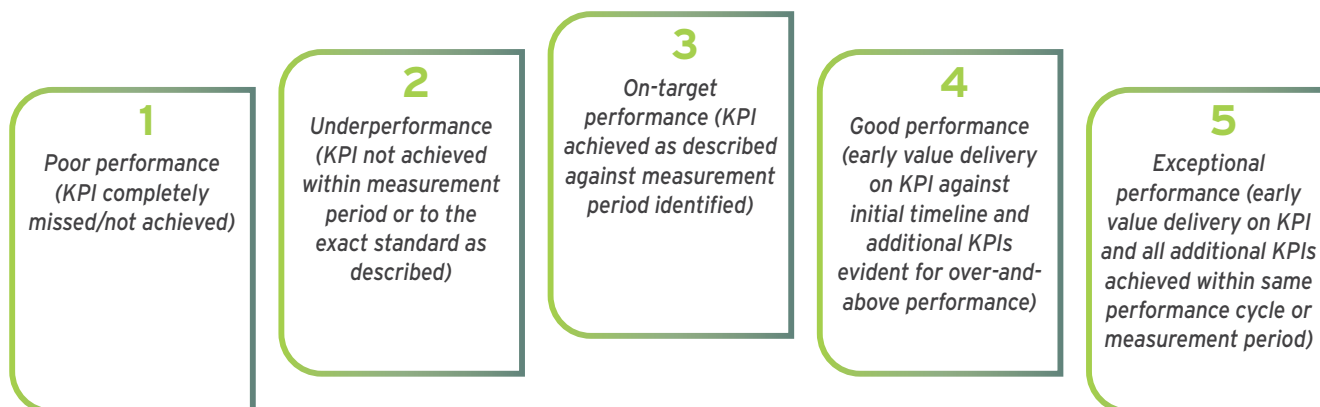 1
Poor performance
(KPI completely
missed/not achieved)
2
Underperformance
(KPI not achieved
within measurement
period or to the
exact standard as
described)
3
On-target
performance (KPI
achieved as described
against measurement
period identified)
4
Good performance
(early value delivery
on KPI against
initial timeline and
additional KPIs
evident for over-and-
above performance)
5
Exceptional
performance (early
value delivery on KPI
and all additional KPIs
achieved within same
performance cycle or
measurement period)